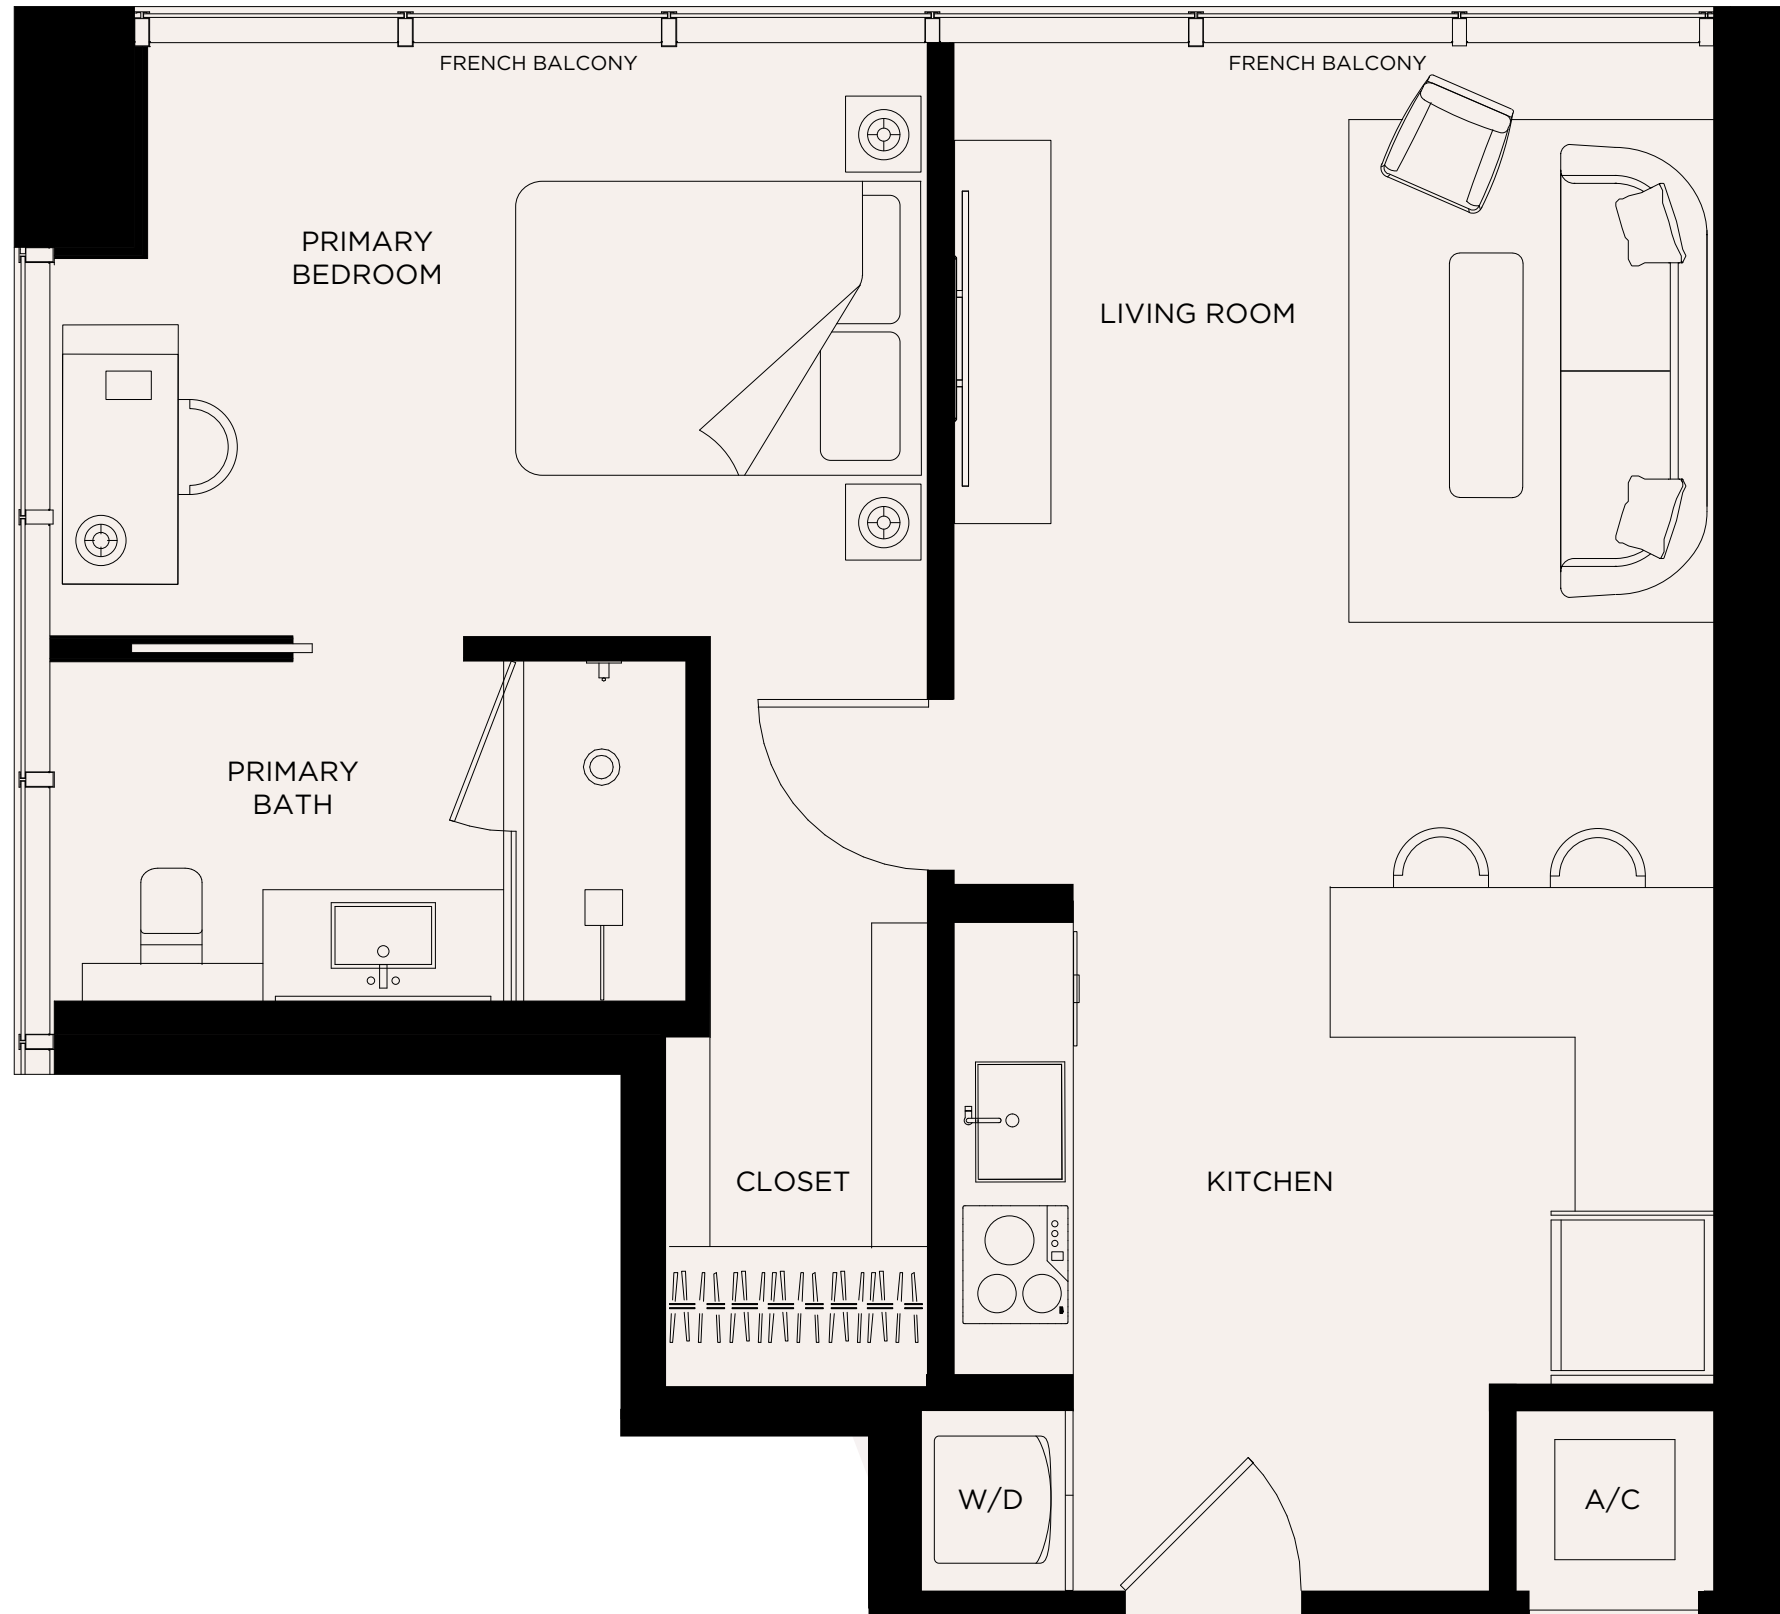 FRENCH BALCONY
FRENCH BALCONY
PRIMARY
BEDROOM
LIVING ROOM
PRIMARY
BATH
CLOSET
KITCHEN
W/D
A/C